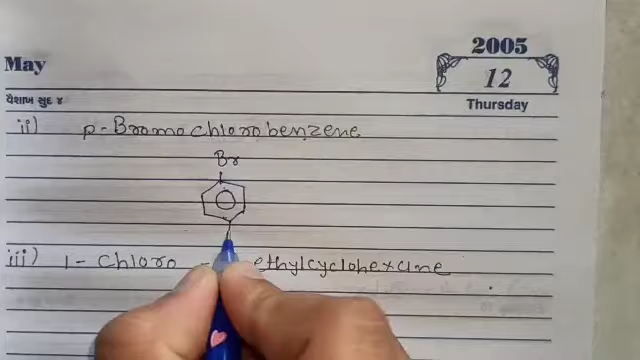 May
2005
12
વૈશાખ સુદ ૪
Thursday
ii) p-Bromochlorobenzene
Br
iii) 1-chloro - ethylcyclohexane